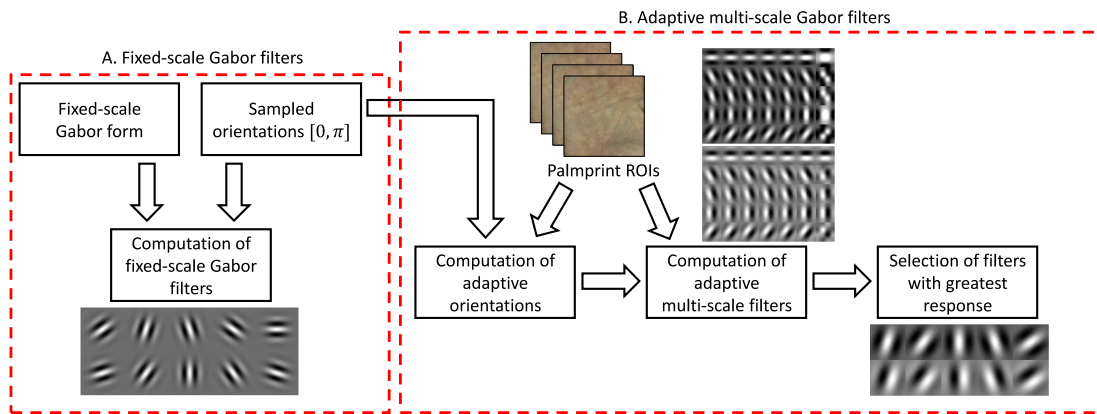 A. Fixed-scale Gabor filters
Fixed-scale
Gabor form
Sampled
orientations [0, π]
Computation of
fixed-scale Gabor
filters
B. Adaptive multi-scale Gabor filters
Palmprint ROIs
Computation of
adaptive
orientations
Computation of
adaptive
multi-scale filters
Selection of filters
with greatest
response